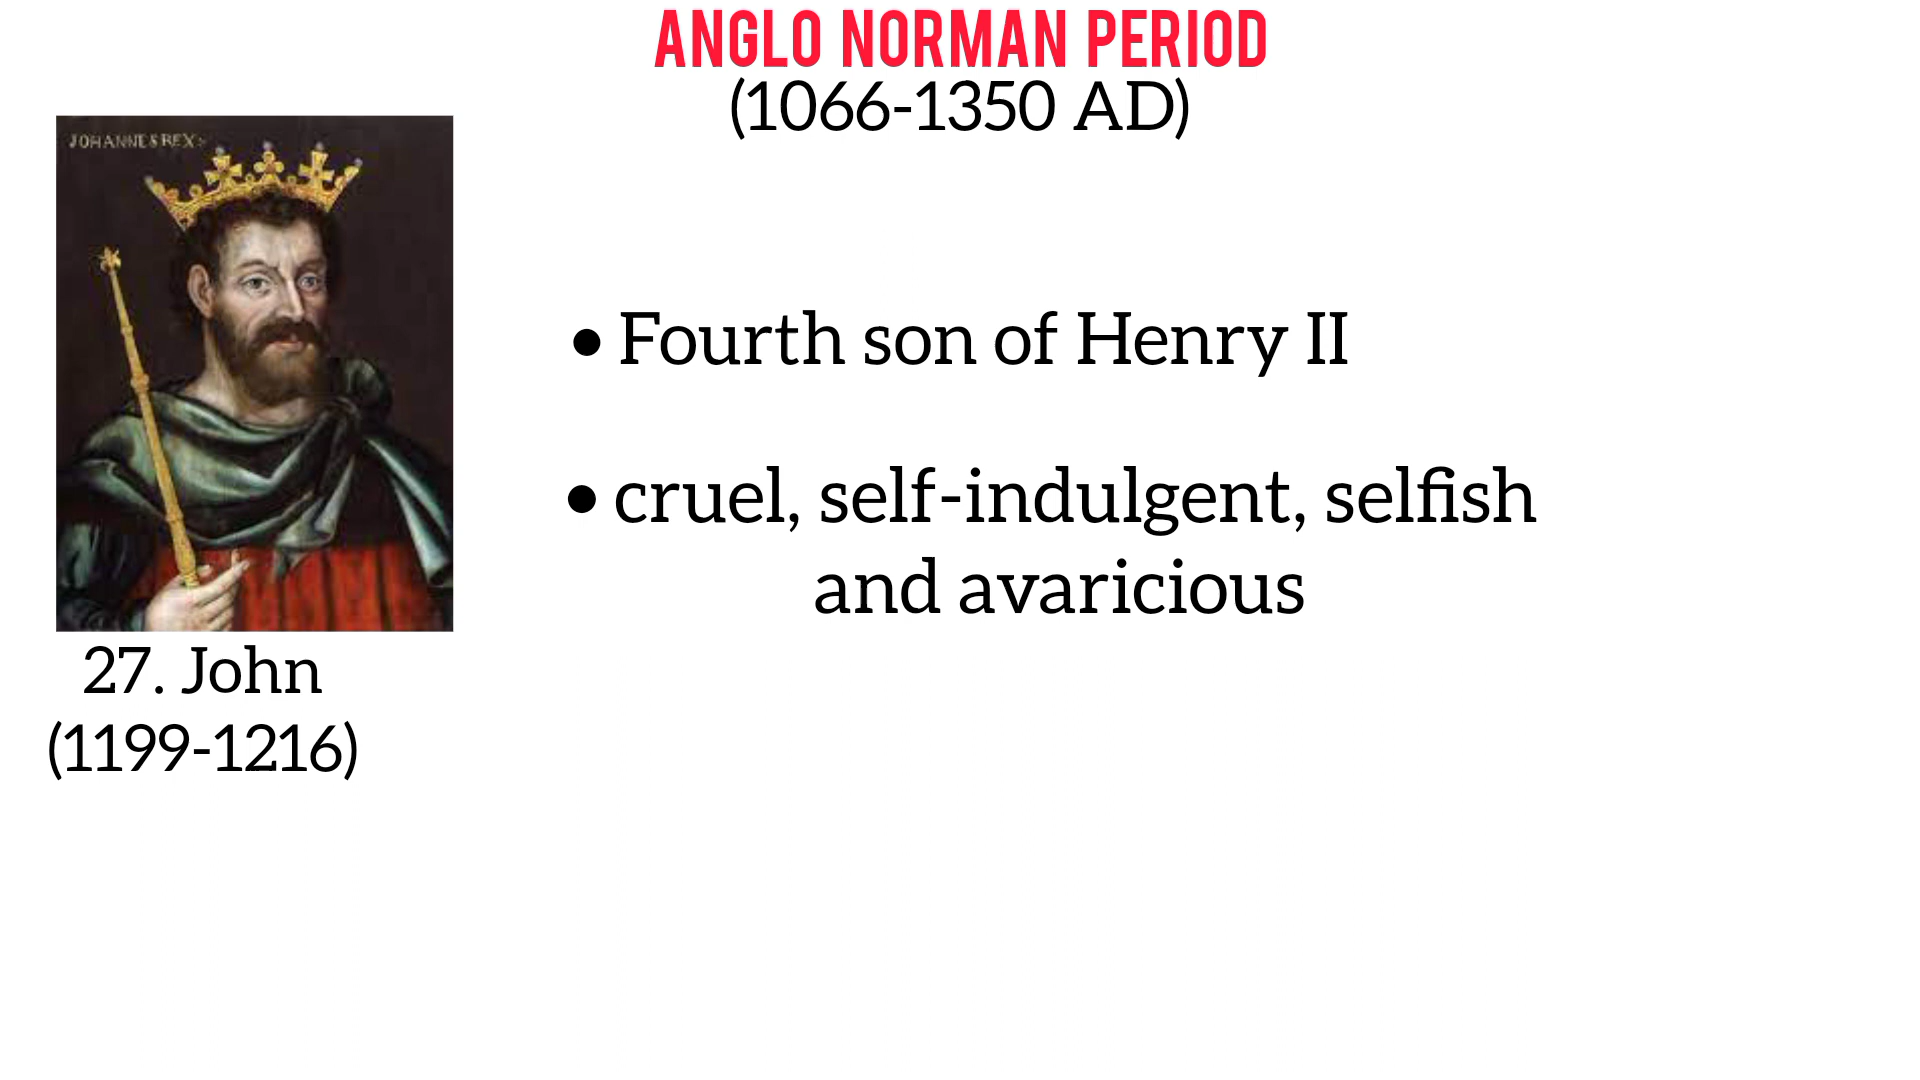 ANGLO NORMAN PERIOD
(1066-1350 AD)
JOHANNES REX:
• Fourth son of Henry II
• cruel, self-indulgent, selfish
and avaricious
27. John
(1199-1216)